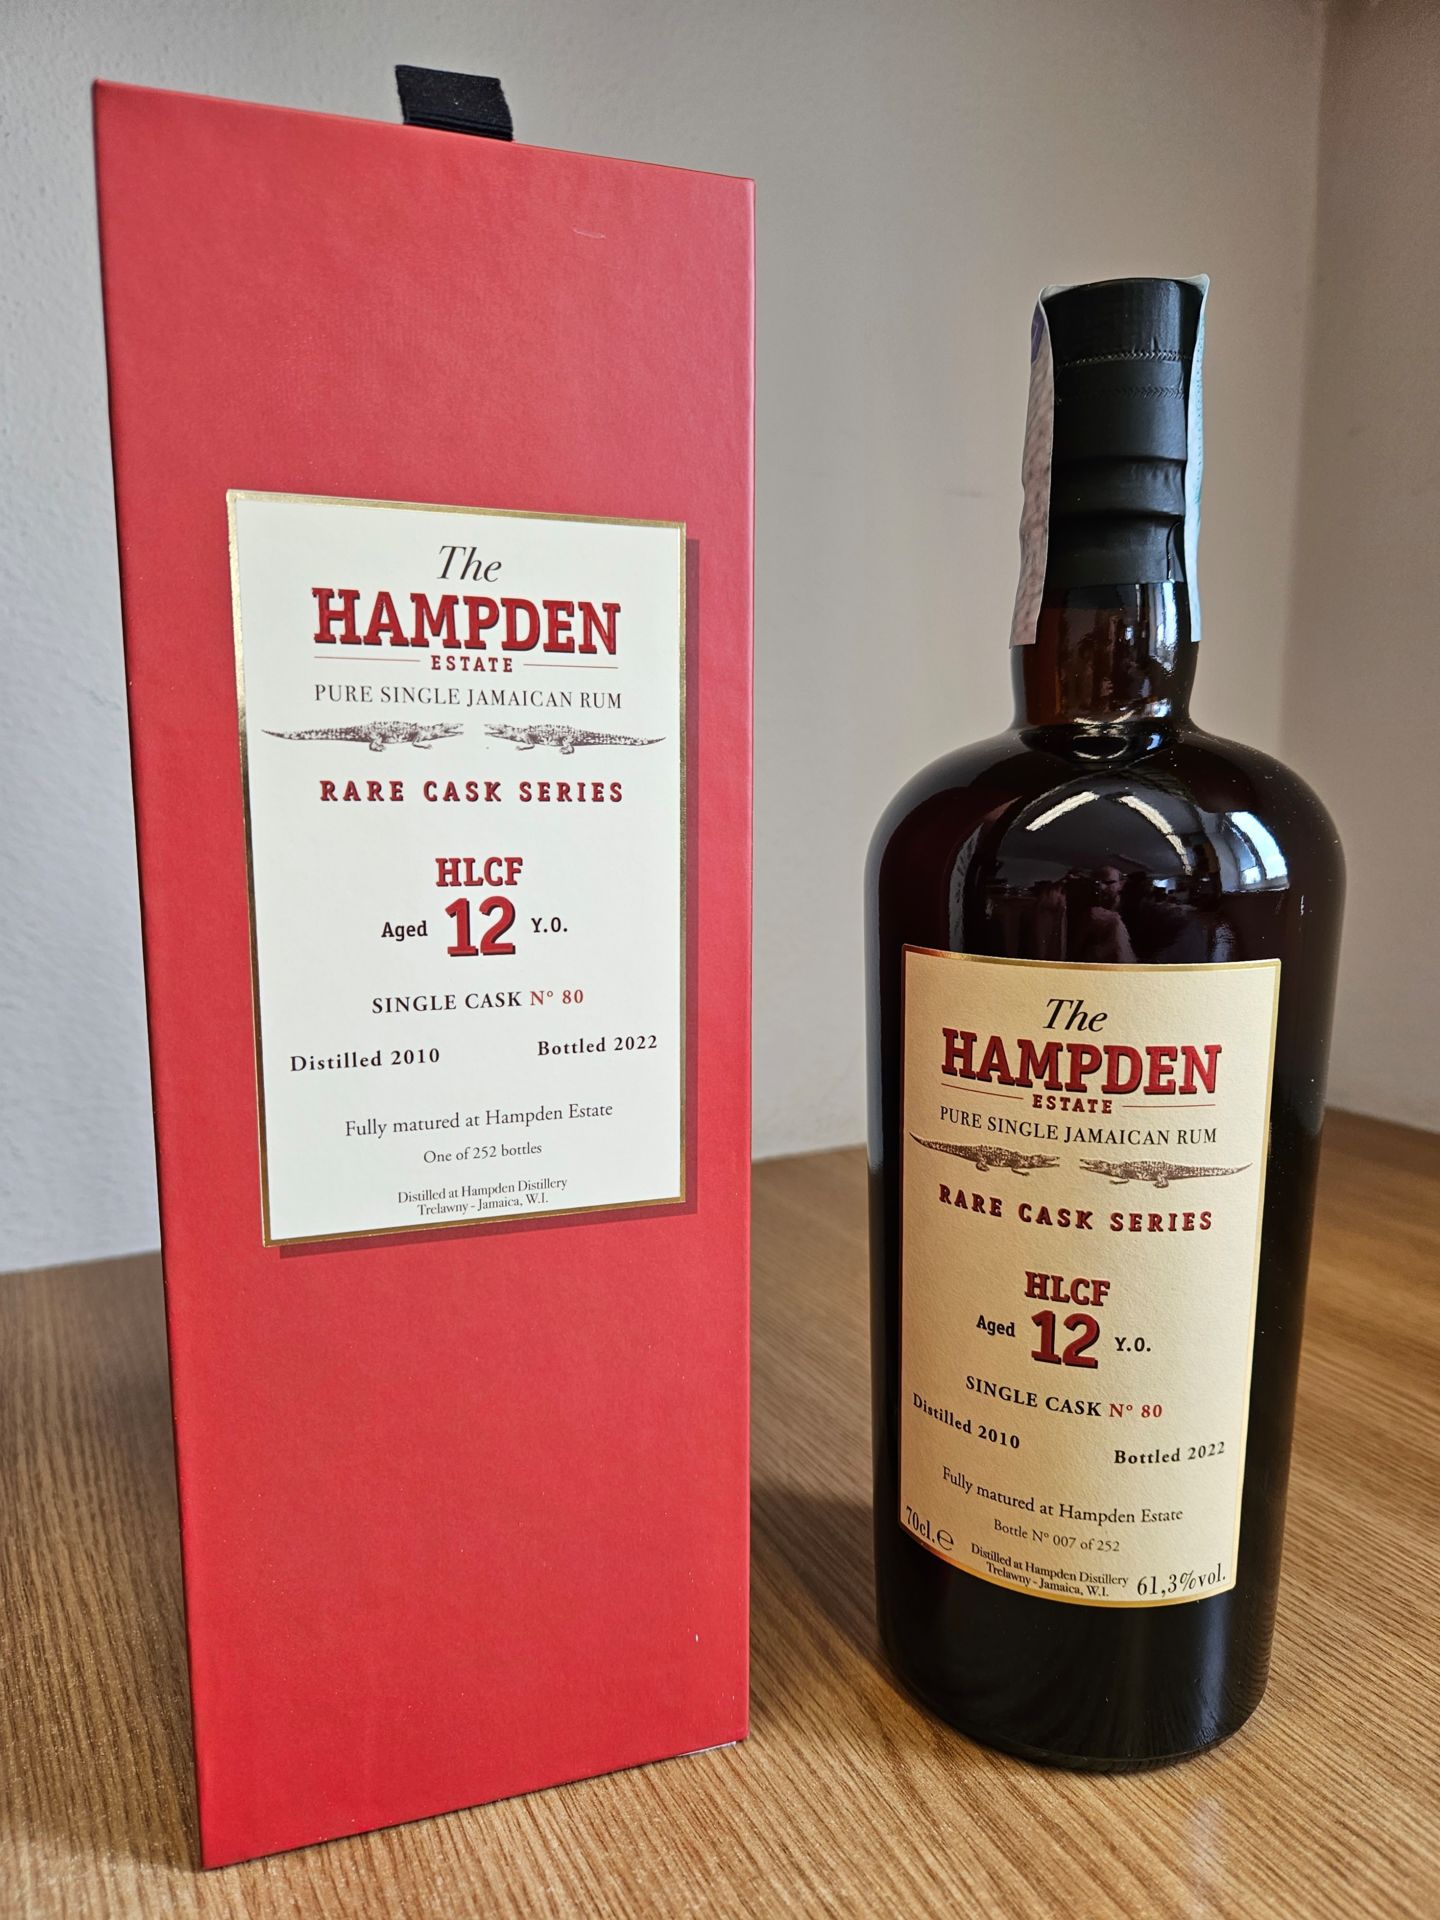 The
HAMPDEN
ESTATE
PURE SINGLE JAMAICAN RUM
RARE CASK SERIES
HLCF
Aged 12 Y.O.
SINGLE CASK N° 80
Distilled 2010 Bottled 2022
Fully matured at Hampden Estate
One of 252 bottles
Distilled at Hampden Distillery
Trelawny - Jamaica, W.I.
The
HAMPDEN
ESTATE
PURE SINGLE JAMAICAN RUM
RARE CASK SERIES
HLCF
Aged 12 Y.O.
SINGLE CASK N° 80
Distilled 2010 Bottled 2022
Fully matured at Hampden Estate
Bottle N° 007 of 252
70cl. ℮ Distilled at Hampden Distillery 61,3%vol.
Trelawny - Jamaica, W.I.